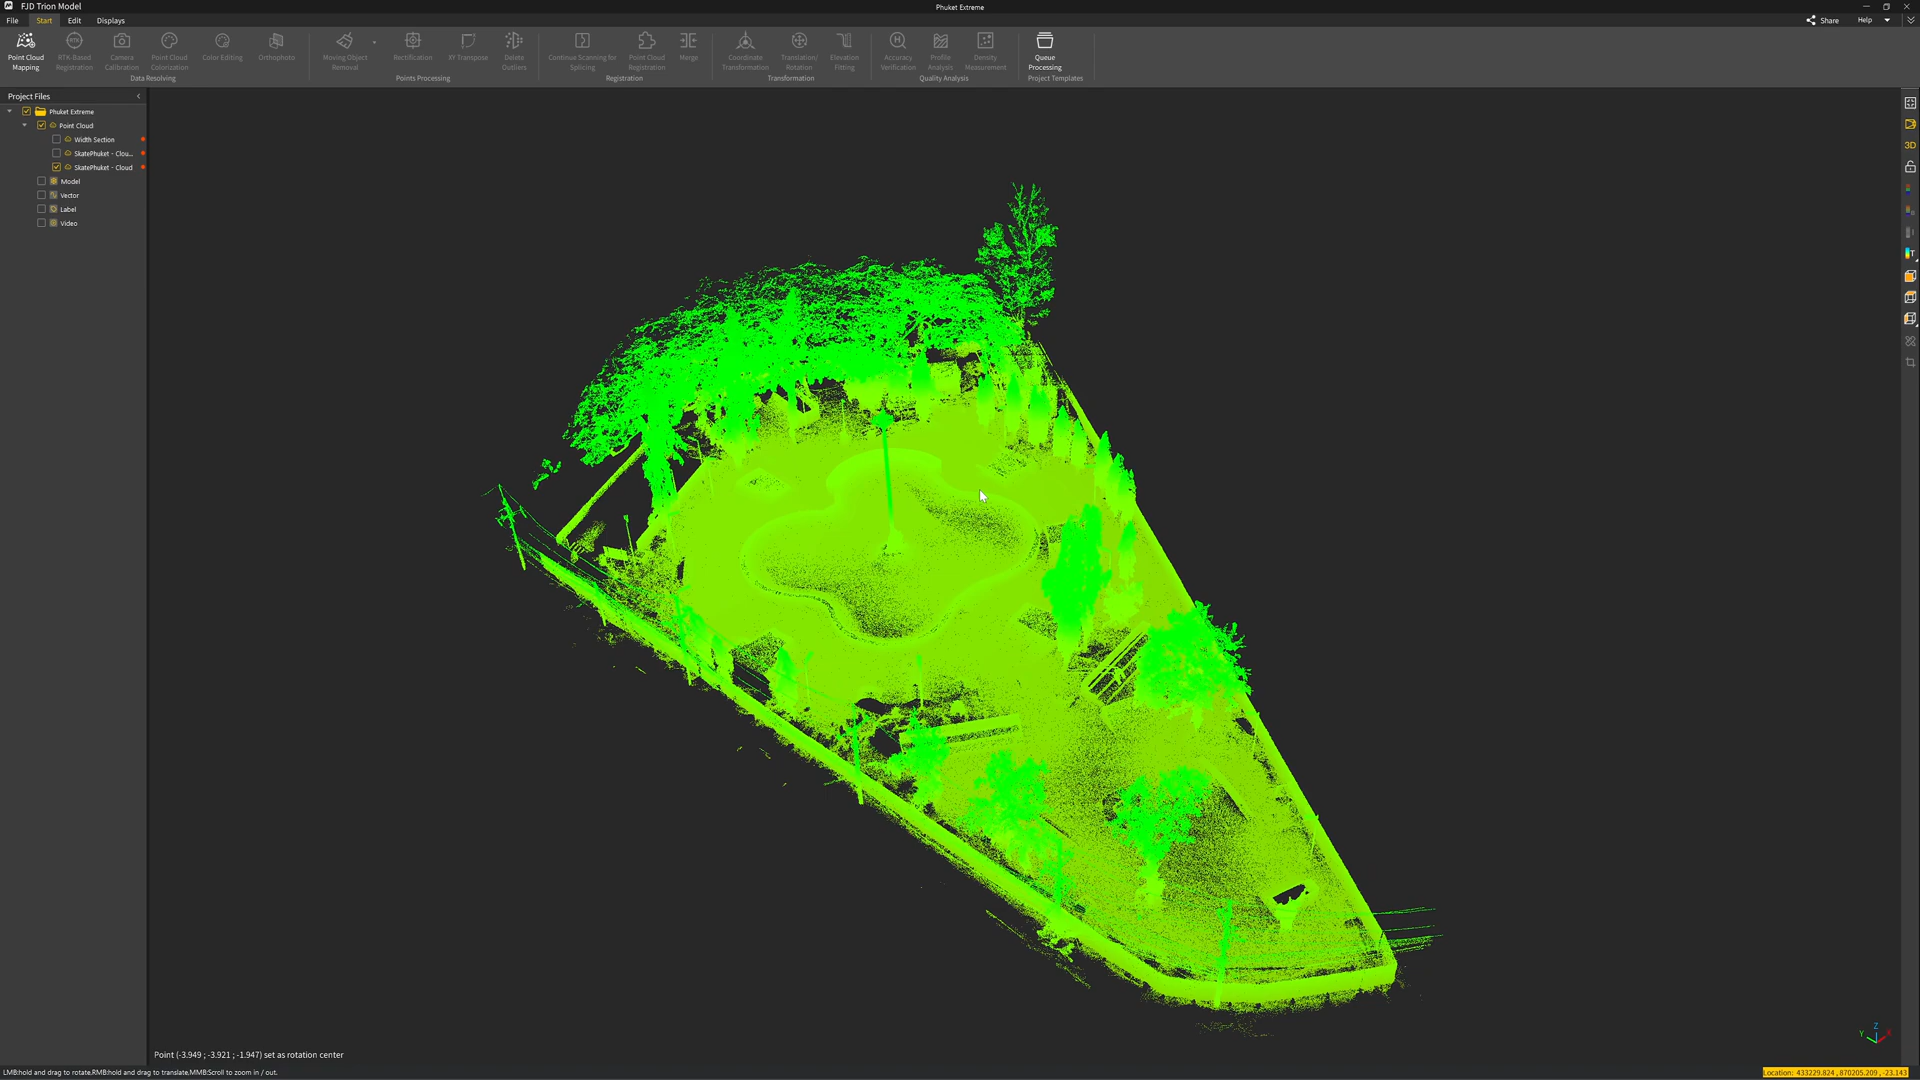 FJD Trion Model
Phuket Extreme
File Start Edit Displays
Share Help
Point Cloud Mapping
RTK-Based Registration
Camera Calibration
Point Cloud Colorization
Color Editing
Orthophoto
Data Resolving
Moving Object Removal
Rectification
XY Transpose
Delete Outliers
Points Processing
Continue Scanning for Splicing
Point Cloud Registration
Merge
Registration
Coordinate Transformation
Translation/ Rotation
Elevation Fitting
Transformation
Accuracy Verification
Profile Analysis
Density Measurement
Quality Analysis
Queue Processing
Project Templates
Project Files
Phuket Extreme
Point Cloud
Width Section
SkatePhuket - Clou...
SkatePhuket - Cloud
Model
Vector
Label
Video
3D
T
Z
Y
X
Point (-3.949 ; -3.921 ; -1.947) set as rotation center
LMB:hold and drag to rotate,RMB:hold and drag to translate,MMB:Scroll to zoom in / out.
Location: 433229.824 , 870205.209 , -23.143